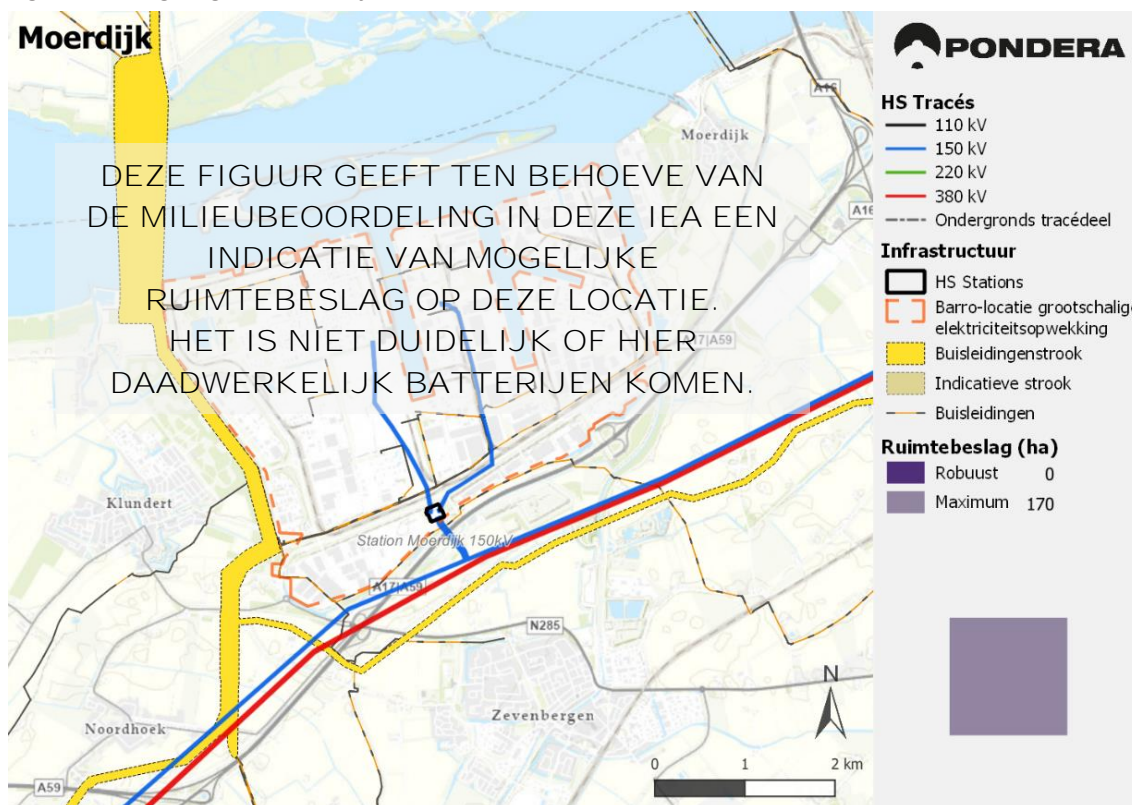 Moerdijk
PONDERA
HS Tracés
110 kV
150 kV
220 kV
380 kV
Ondergronds tracédeel
Infrastructuur
HS Stations
Barro-locatie grootschalige
elektriciteitsopwekking
Buisleidingenstrook
Indicatieve strook
Buisleidingen
Ruimtebeslag (ha)
Robuust 0
Maximum 170
A16
Moerdijk
DEZE FIGUUR GEEFT TEN BEHOEVE VAN
DE MILIEUBEOORDELING IN DEZE IEA EEN
INDICATIE VAN MOGELIJKE
RUIMTEBESLAG OP DEZE LOCATIE.
HET IS NIET DUIDELIJK OF HIER
DAADWERKELIJK BATTERIJEN KOMEN.
A16
A59
Klundert
Station Moerdijk 150kV
A17|A59
N285
Zevenbergen
Noordhoek
A59
N
0 1 2 km